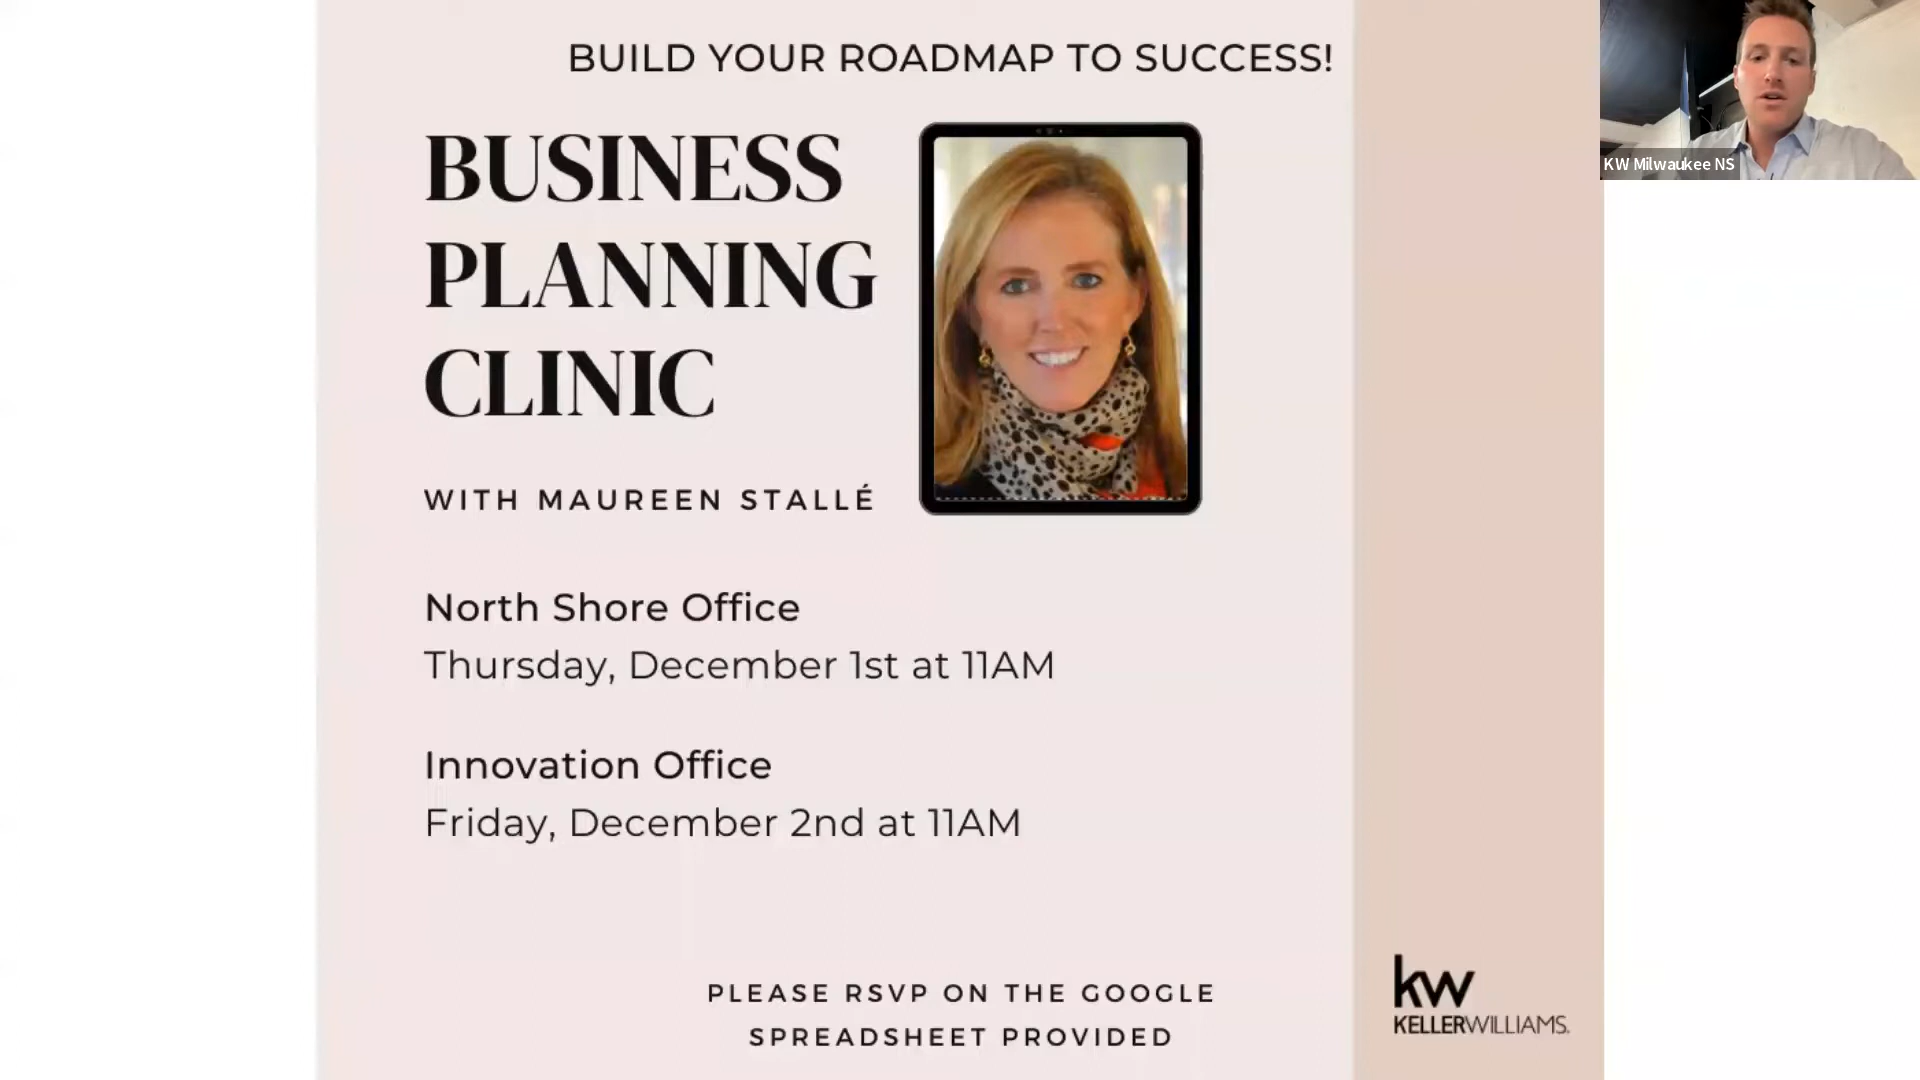 BUILD YOUR ROADMAP TO SUCCESS!
BUSINESS
PLANNING
CLINIC
WITH MAUREEN STALLÉ
North Shore Office
Thursday, December 1st at 11AM
Innovation Office
Friday, December 2nd at 11AM
PLEASE RSVP ON THE GOOGLE
SPREADSHEET PROVIDED
kw
KELLERWILLIAMS.
KW Milwaukee NS